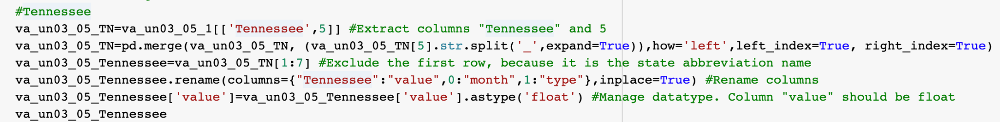 #Tennessee
va_un03_05_TN=va_un03_05_1[['Tennessee',5]] #Extract columns "Tennessee" and 5
va_un03_05_TN=pd.merge(va_un03_05_TN, (va_un03_05_TN[5].str.split('_',expand=True)),how='left',left_index=True, right_index=True)
va_un03_05_Tennessee=va_un03_05_TN[1:7] #Exclude the first row, because it is the state abbreviation name
va_un03_05_Tennessee.rename(columns={"Tennessee":"value",0:"month",1:"type"},inplace=True) #Rename columns
va_un03_05_Tennessee['value']=va_un03_05_Tennessee['value'].astype('float') #Manage datatype. Column "value" should be float
va_un03_05_Tennessee